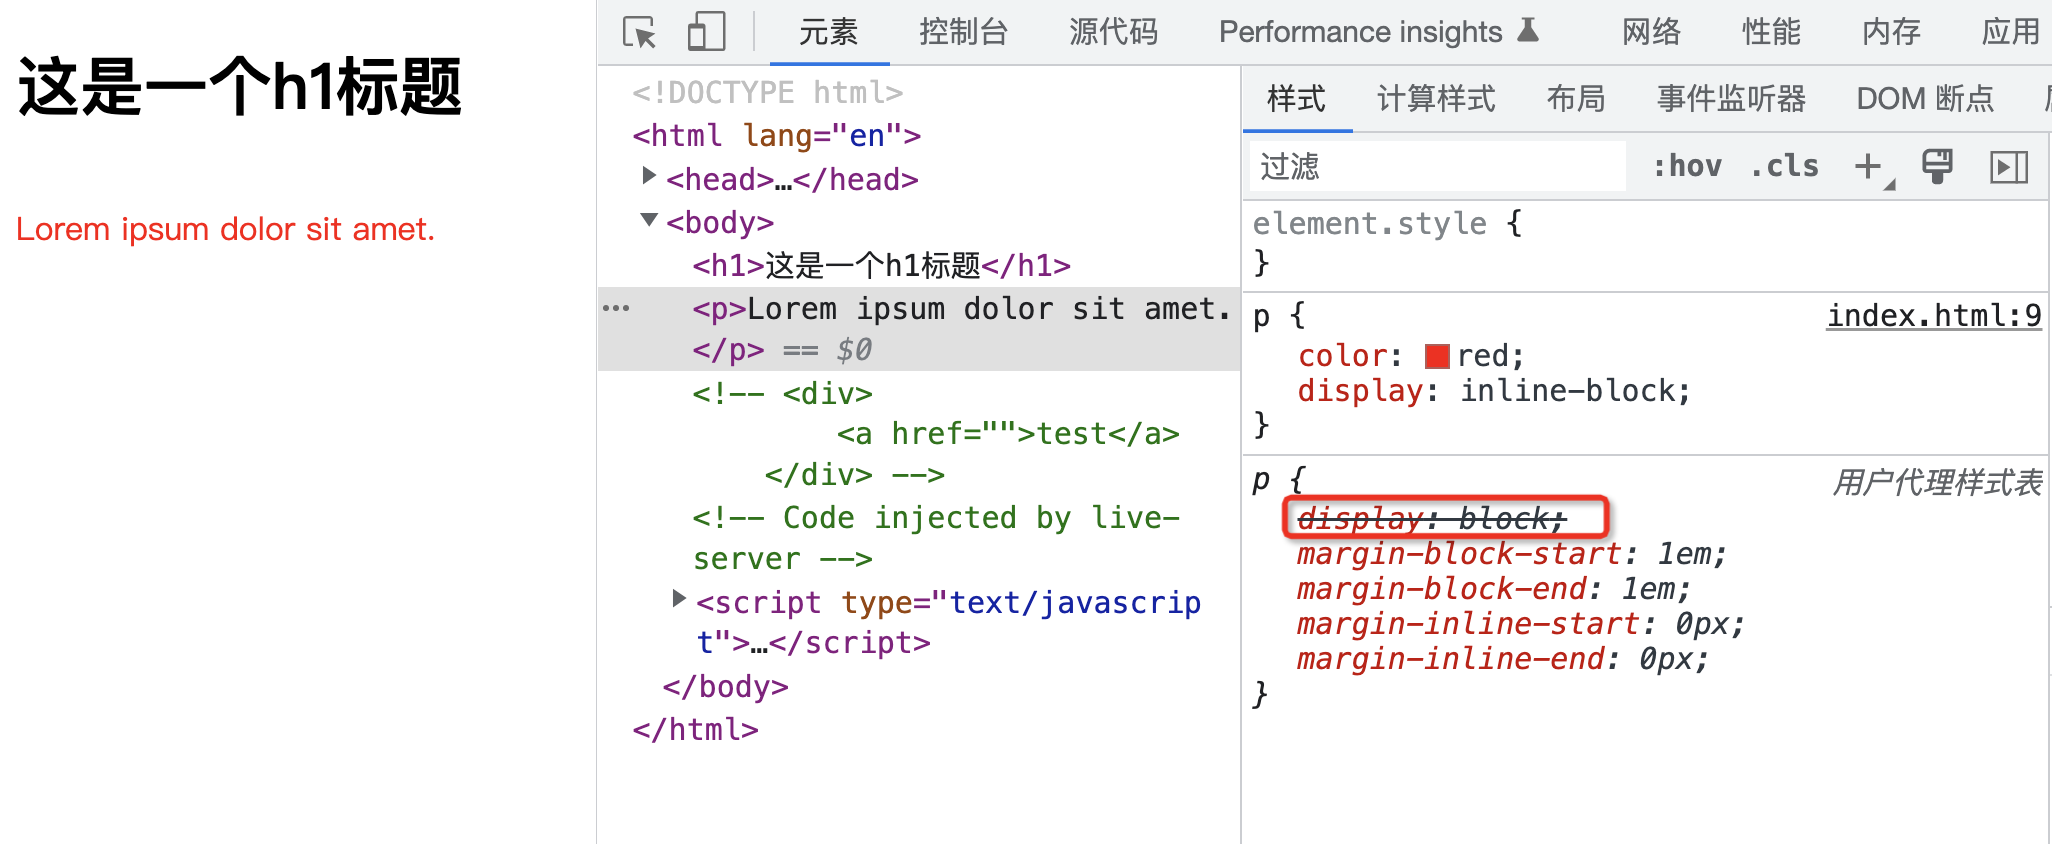 这是一个h1标题
Lorem ipsum dolor sit amet.
元素 控制台 源代码 Performance insights 网络 性能 内存 应用
<!DOCTYPE html>
<html lang="en">
<head>…</head>
<body>
<h1>这是一个h1标题</h1>
<p>Lorem ipsum dolor sit amet.
</p> == $0
<!-- <div>
<a href="">test</a>
</div> -->
<!-- Code injected by live-
server -->
<script type="text/javascrip
t">…</script>
</body>
</html>
样式 计算样式 布局 事件监听器 DOM 断点
过滤 :hov .cls
element.style {
}
p { index.html:9
color: red;
display: inline-block;
}
p { 用户代理样式表
display: block;
margin-block-start: 1em;
margin-block-end: 1em;
margin-inline-start: 0px;
margin-inline-end: 0px;
}